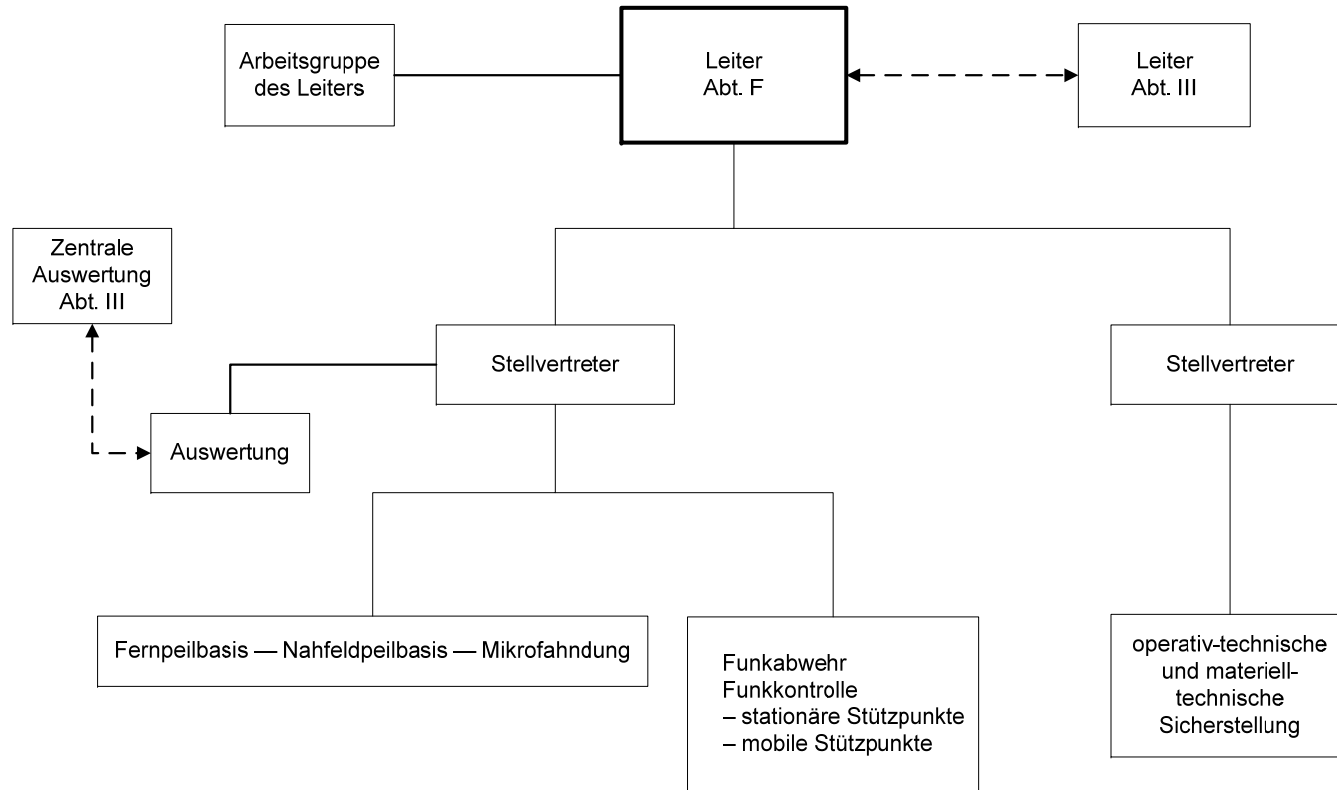 Arbeitsgruppe
des Leiters
Leiter
Abt. F
Leiter
Abt. III
Zentrale
Auswertung
Abt. III
Stellvertreter
Stellvertreter
Auswertung
Fernpeilbasis — Nahfeldpeilbasis — Mikrofahndung
Funkabwehr
Funkkontrolle
– stationäre Stützpunkte
– mobile Stützpunkte
operativ-technische
und materiell-
technische
Sicherstellung